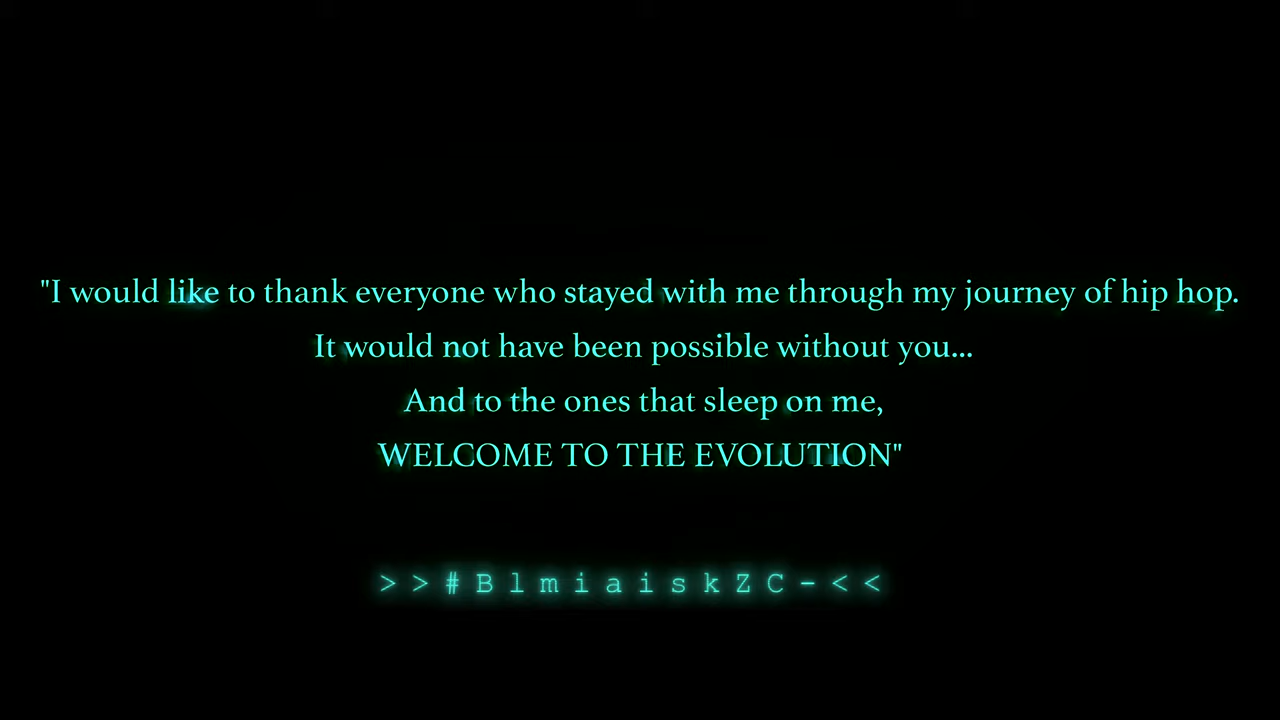 "I would like to thank everyone who stayed with me through my journey of hip hop.
It would not have been possible without you...
And to the ones that sleep on me,
WELCOME TO THE EVOLUTION"
>>#BlmiaiskZC-<<